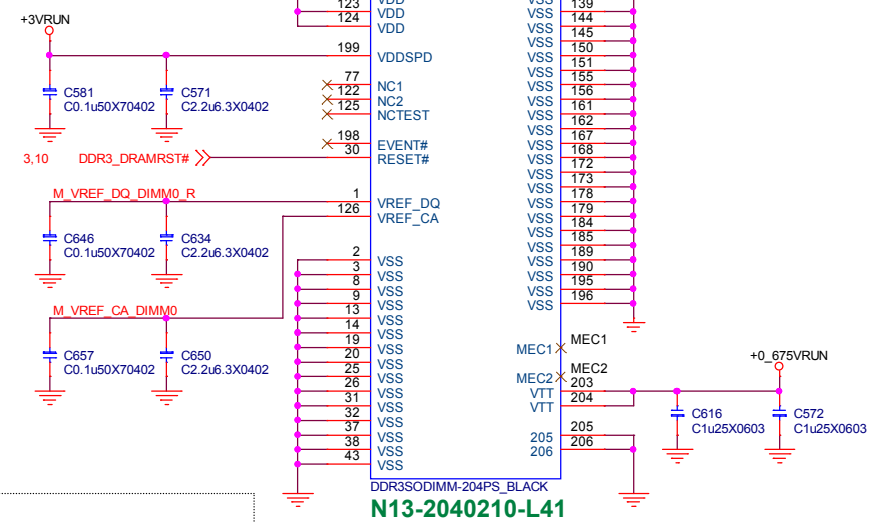 123 VDD VSS 139
124 VDD VSS 144
+3VRUN VDD VSS 145
VSS 150
199 VDDSPD VSS 151
VSS 155
77 NC1 VSS 156
122 NC2 VSS 161
125 NCTEST VSS 162
VSS 167
198 EVENT# VSS 168
30 RESET# VSS 172
C581
C0.1u50X70402
C571
C2.2u6.3X0402
3,10 DDR3_DRAMRST#
VSS 173
VSS 178
VSS 179
VSS 184
VSS 185
VSS 189
VSS 190
VSS 195
VSS 196
M_VREF_DQ_DIMM0_R
1 VREF_DQ
126 VREF_CA
C646
C0.1u50X70402
C634
C2.2u6.3X0402
M_VREF_CA_DIMM0
C657
C0.1u50X70402
C650
C2.2u6.3X0402
2 VSS
3 VSS
8 VSS
9 VSS
13 VSS
14 VSS
19 VSS
20 VSS
25 VSS
26 VSS
31 VSS
32 VSS
37 VSS
38 VSS
43 VSS
MEC1 MEC1
MEC2 MEC2
VTT 203
VTT 204
205 205
206 206
+0_675VRUN
C616
C1u25X0603
C572
C1u25X0603
DDR3SODIMM-204PS_BLACK
N13-2040210-L41